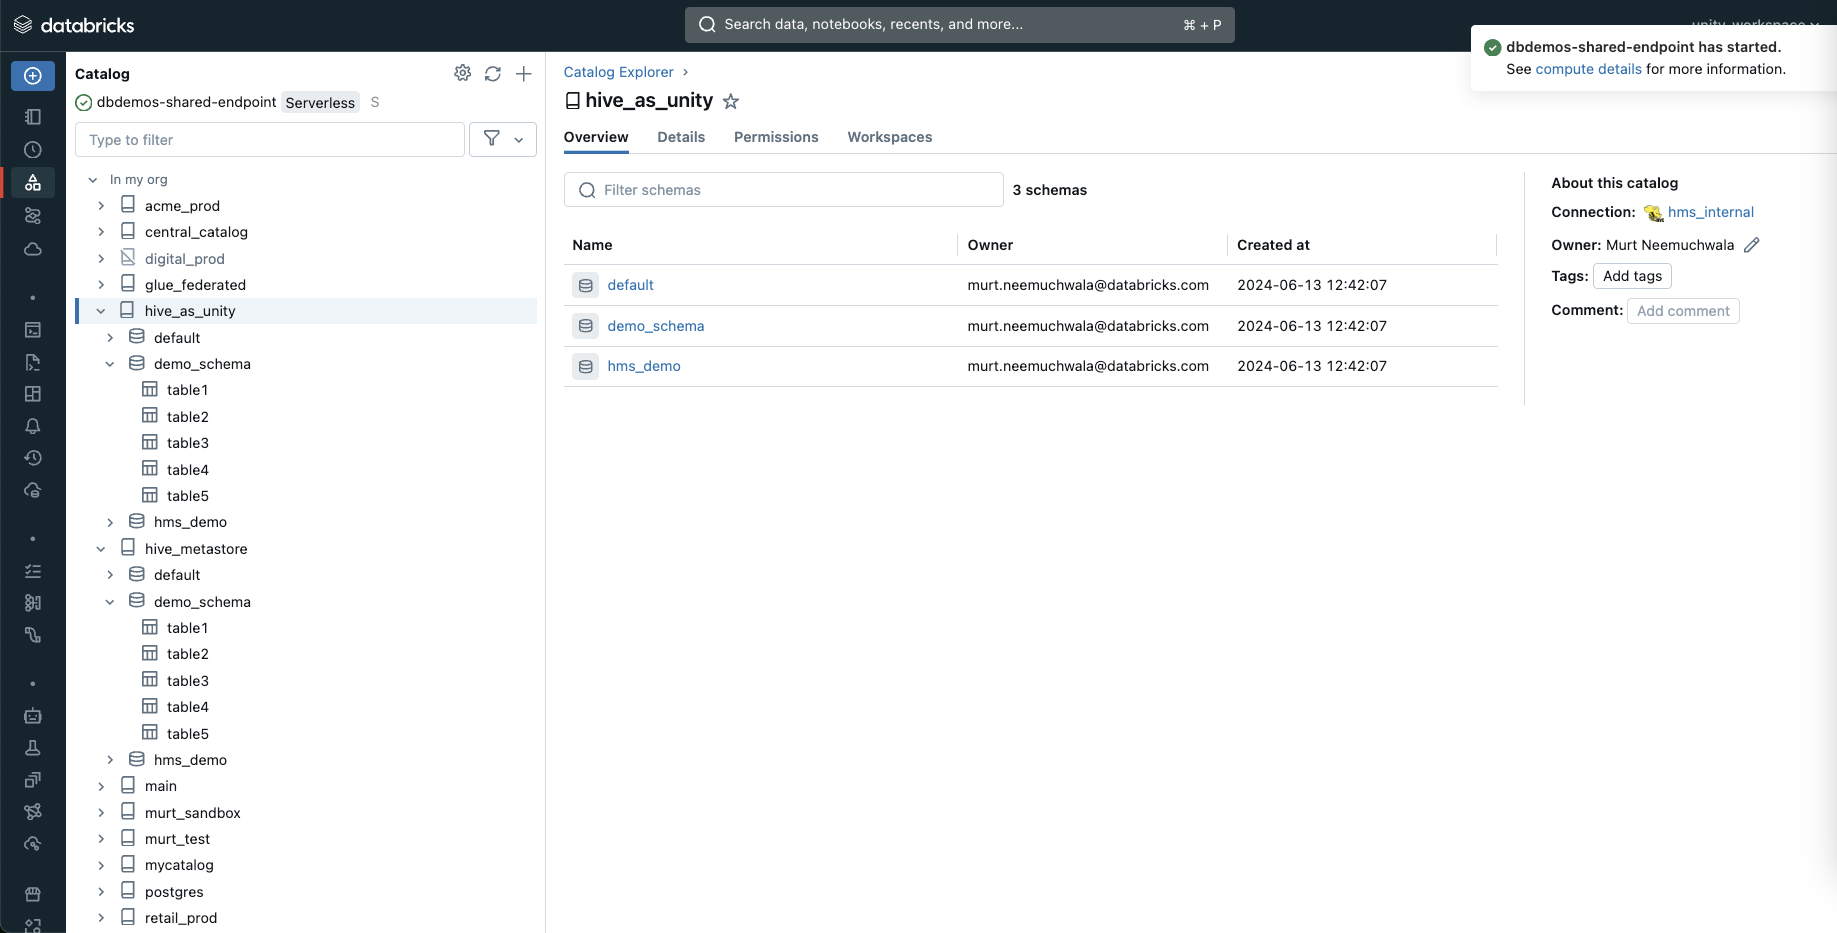 databricks
Search data, notebooks, recents, and more...
⌘ + P
dbdemos-shared-endpoint has started.
See compute details for more information.
Catalog
dbdemos-shared-endpoint Serverless S
Type to filter
In my org
acme_prod
central_catalog
digital_prod
glue_federated
hive_as_unity
default
demo_schema
table1
table2
table3
table4
table5
hms_demo
hive_metastore
default
demo_schema
table1
table2
table3
table4
table5
hms_demo
main
murt_sandbox
murt_test
mycatalog
postgres
retail_prod
Catalog Explorer >
hive_as_unity
Overview Details Permissions Workspaces
Filter schemas
3 schemas
Name Owner Created at
default murt.neemuchwala@databricks.com 2024-06-13 12:42:07
demo_schema murt.neemuchwala@databricks.com 2024-06-13 12:42:07
hms_demo murt.neemuchwala@databricks.com 2024-06-13 12:42:07
About this catalog
Connection: hms_internal
Owner: Murt Neemuchwala
Tags: Add tags
Comment: Add comment